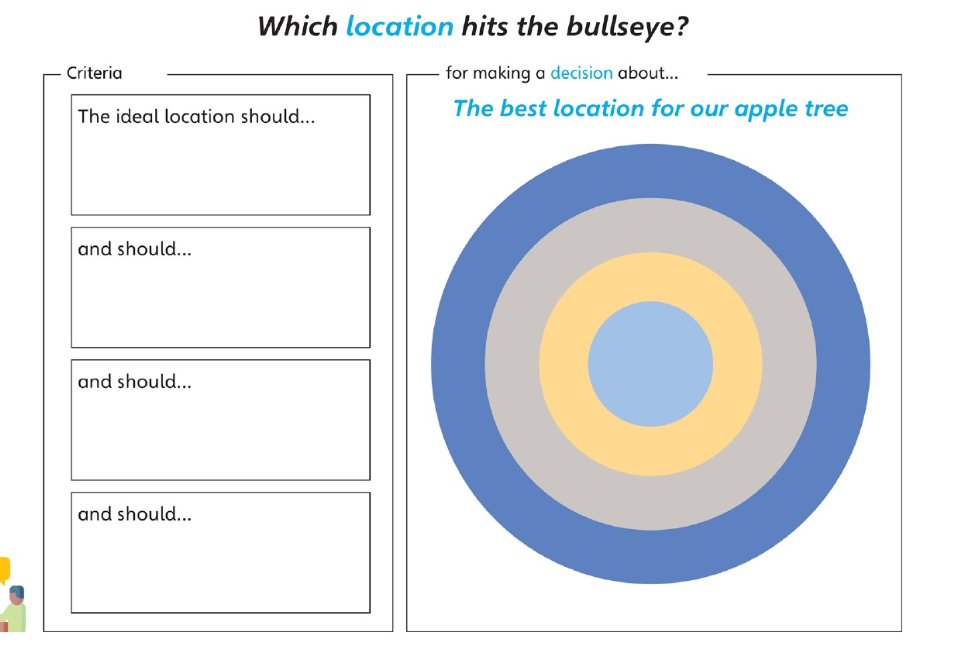 Which location hits the bullseye?
Criteria
The ideal location should...
and should...
and should...
and should...
for making a decision about...
The best location for our apple tree